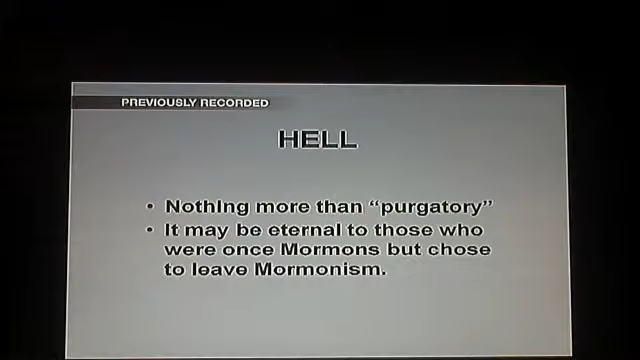 PREVIOUSLY RECORDED
HELL
• Nothing more than “purgatory”
• It may be eternal to those who
were once Mormons but chose
to leave Mormonism.